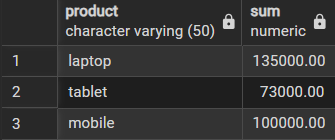 product sum
character varying (50) numeric
1 laptop 135000.00
2 tablet 73000.00
3 mobile 100000.00